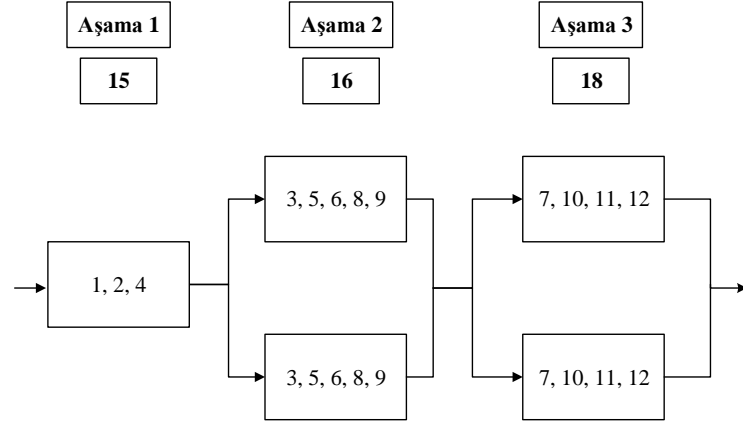 Aşama 1
Aşama 2
Aşama 3
15
16
18
3, 5, 6, 8, 9
7, 10, 11, 12
1, 2, 4
3, 5, 6, 8, 9
7, 10, 11, 12